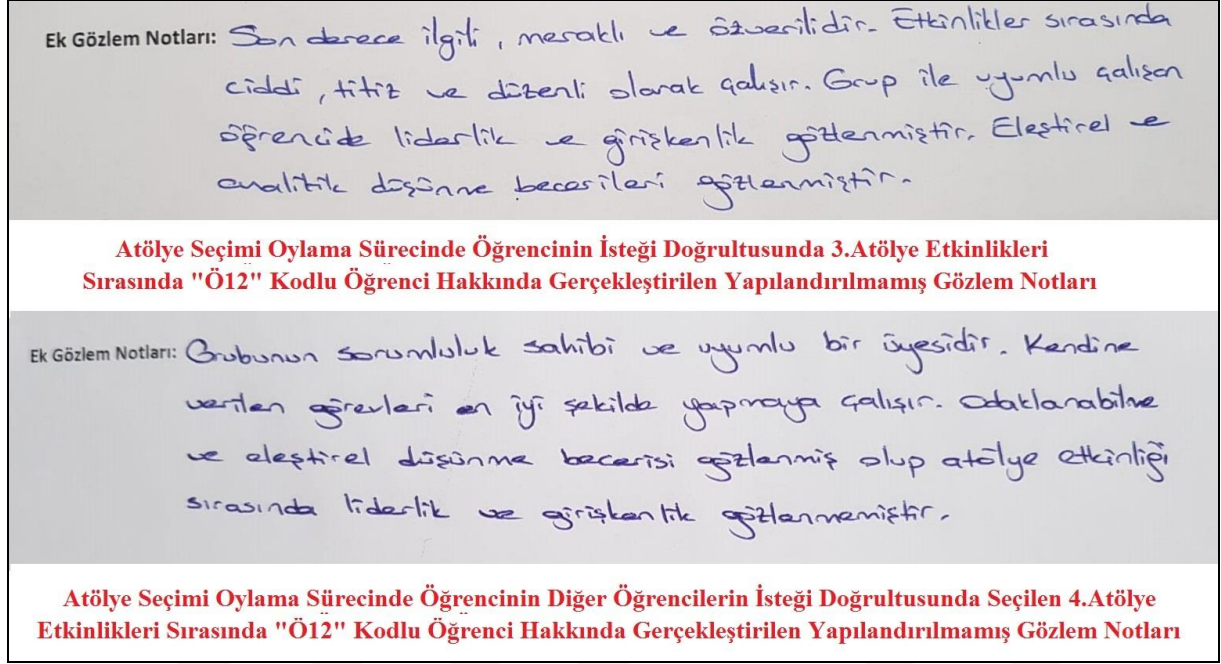 Ek Gözlem Notları: Son derece ilgili, meraklı ve özverilidir. Etkinlikler sırasında
ciddi, titiz ve düzenli olarak çalışır. Grup ile uyumlu çalışan
öğrencide liderlik ve girişkenlik gözlenmiştir. Eleştirel ve
analitik düşünme becerileri gözlenmiştir.
Atölye Seçimi Oylama Sürecinde Öğrencinin İsteği Doğrultusunda 3.Atölye Etkinlikleri
Sırasında "Ö12" Kodlu Öğrenci Hakkında Gerçekleştirilen Yapılandırılmamış Gözlem Notları
Ek Gözlem Notları: Grubunun sorumluluk sahibi ve uyumlu bir üyesidir. Kendine
verilen görevleri en iyi şekilde yapmaya çalışır. Odaklanabilme
ve eleştirel düşünme becerisi gözlenmiş olup atölye etkinliği
sırasında liderlik ve girişkenlik gözlenmemiştir.
Atölye Seçimi Oylama Sürecinde Öğrencinin Diğer Öğrencilerin İsteği Doğrultusunda Seçilen 4.Atölye
Etkinlikleri Sırasında "Ö12" Kodlu Öğrenci Hakkında Gerçekleştirilen Yapılandırılmamış Gözlem Notları